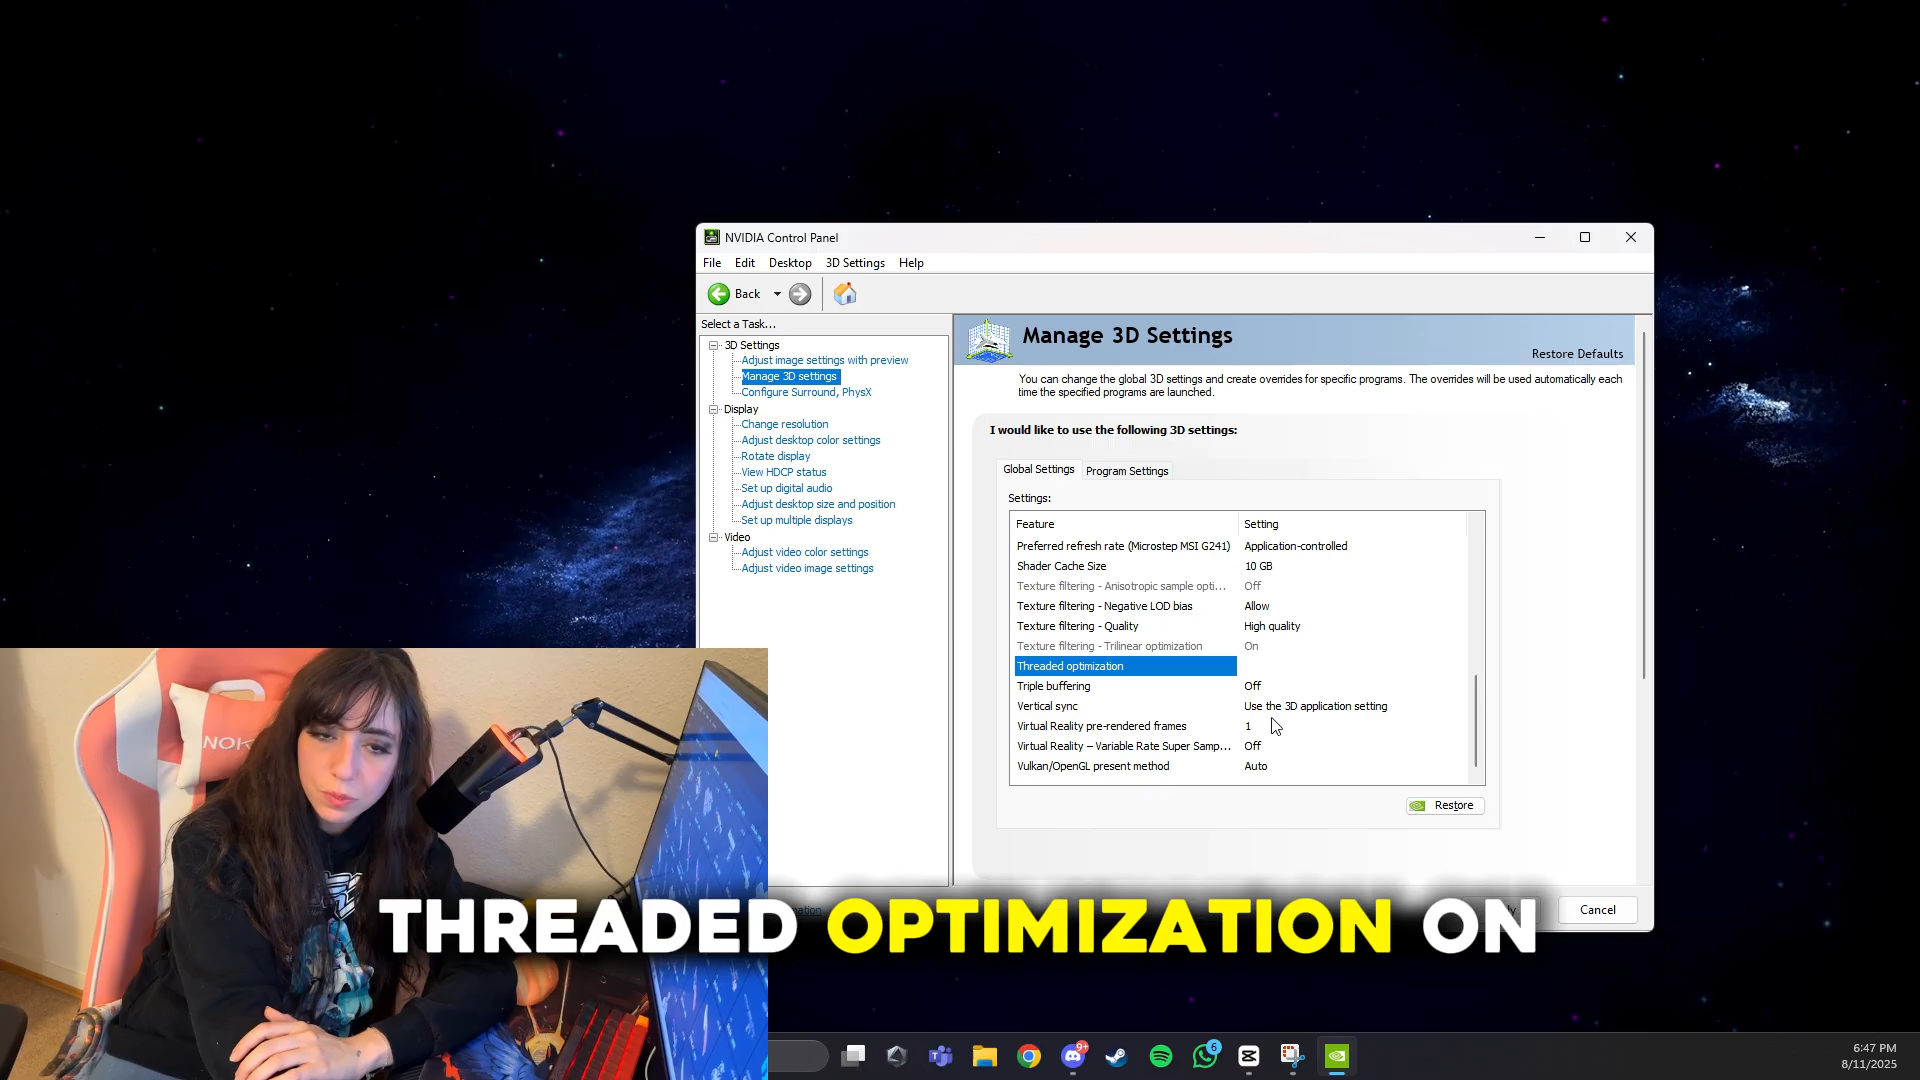 NVIDIA Control Panel
File Edit Desktop 3D Settings Help
Back
Select a Task...
3D Settings
Adjust image settings with preview
Manage 3D settings
Configure Surround, PhysX
Display
Change resolution
Adjust desktop color settings
Rotate display
View HDCP status
Set up digital audio
Adjust desktop size and position
Set up multiple displays
Video
Adjust video color settings
Adjust video image settings
Manage 3D Settings
Restore Defaults
You can change the global 3D settings and create overrides for specific programs. The overrides will be used automatically each
time the specified programs are launched.
I would like to use the following 3D settings:
Global Settings Program Settings
Settings:
Feature Setting
Preferred refresh rate (Microstep MSI G241) Application-controlled
Shader Cache Size 10 GB
Texture filtering - Anisotropic sample opti... Off
Texture filtering - Negative LOD bias Allow
Texture filtering - Quality High quality
Texture filtering - Trilinear optimization On
Threaded optimization
Triple buffering Off
Vertical sync Use the 3D application setting
Virtual Reality pre-rendered frames 1
Virtual Reality – Variable Rate Super Samp... Off
Vulkan/OpenGL present method Auto
Restore
Cancel
THREADED OPTIMIZATION ON
9+
6
6:47 PM
8/11/2025